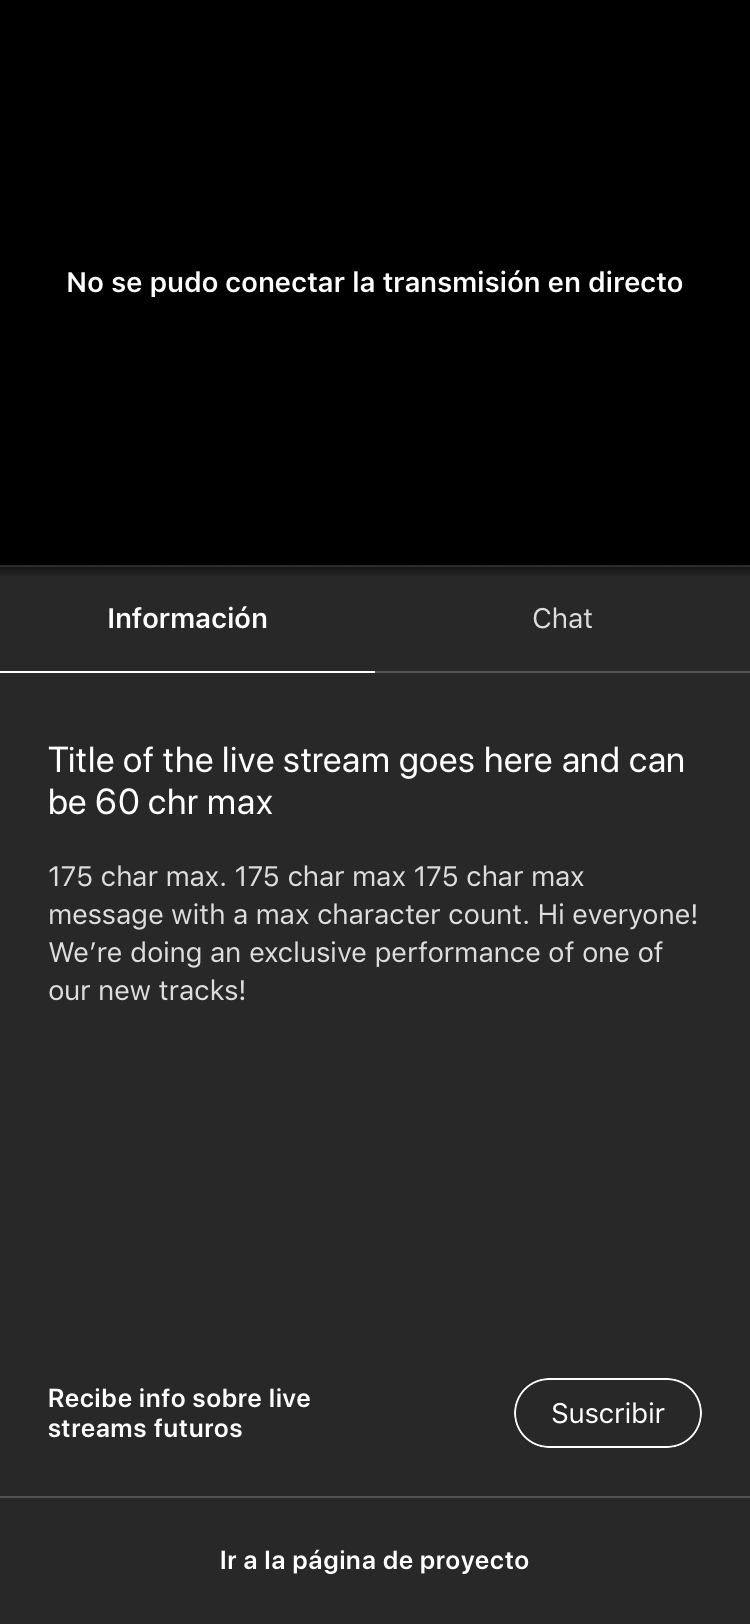 No se pudo conectar la transmisión en directo
Información
Chat
Title of the live stream goes here and can
be 60 chr max
175 char max. 175 char max 175 char max
message with a max character count. Hi everyone!
We’re doing an exclusive performance of one of
our new tracks!
Recibe info sobre live
streams futuros
Suscribir
Ir a la página de proyecto